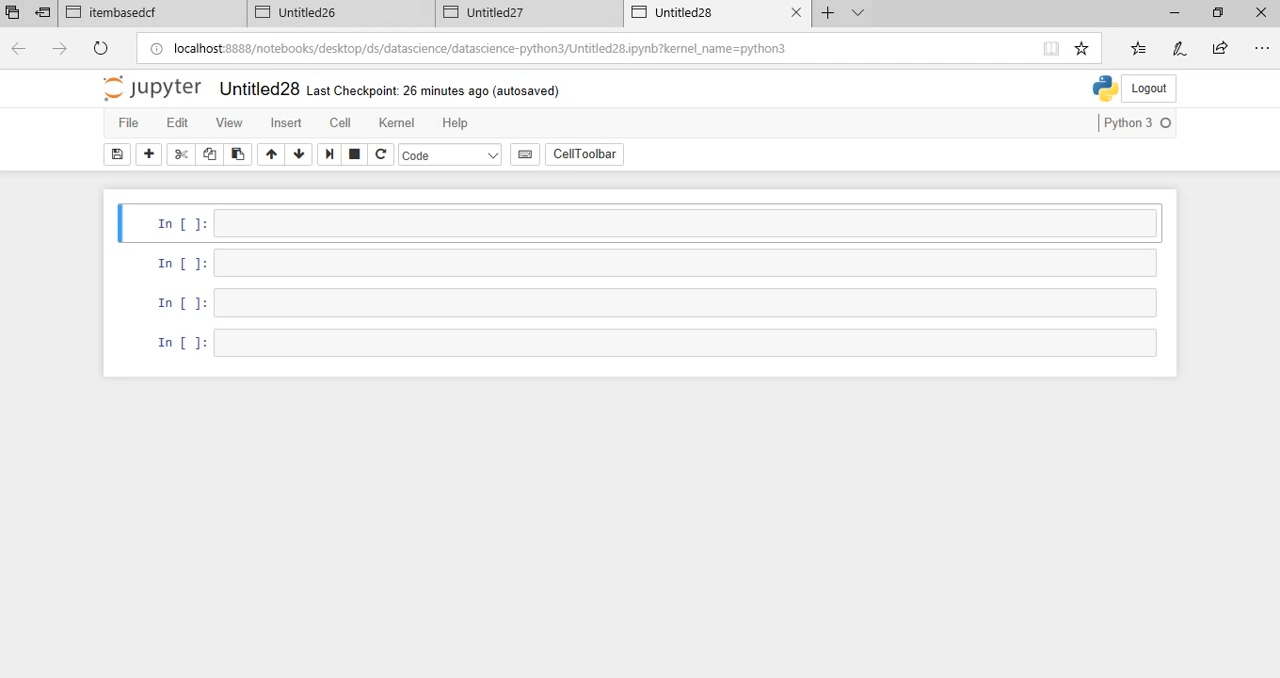 itembasedcf Untitled26 Untitled27 Untitled28
localhost:8888/notebooks/desktop/ds/datascience/datascience-python3/Untitled28.ipynb?kernel_name=python3
jupyter Untitled28 Last Checkpoint: 26 minutes ago (autosaved) Logout
File Edit View Insert Cell Kernel Help Python 3
Code CellToolbar
In [ ]:
In [ ]:
In [ ]:
In [ ]: